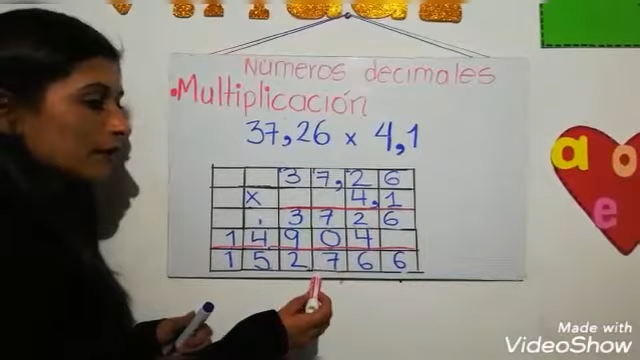 Números decimales
•Multiplicación
37,26 x 4,1
3 7, 2 6
x 4, 1
3 7 2 6
1 4 9 0 4
1 5 2 7 6 6
a o
e
Made with
VideoShow